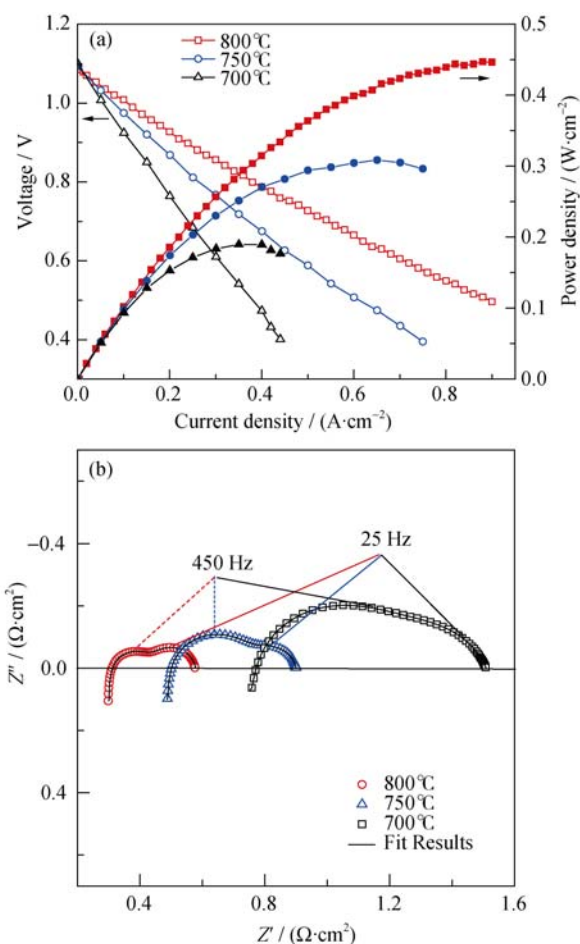 (a)
800℃
750℃
700℃
1.2
1.0
0.8
0.6
0.4
Voltage / V
0.5
0.4
0.3
0.2
0.1
0.0
Power density / (W·cm⁻²)
0.0
0.2
0.4
0.6
0.8
Current density / (A·cm⁻²)
(b)
450 Hz
25 Hz
−0.4
0.0
0.4
Z″ / (Ω·cm²)
800℃
750℃
700℃
Fit Results
0.4
0.8
1.2
1.6
Z′ / (Ω·cm²)